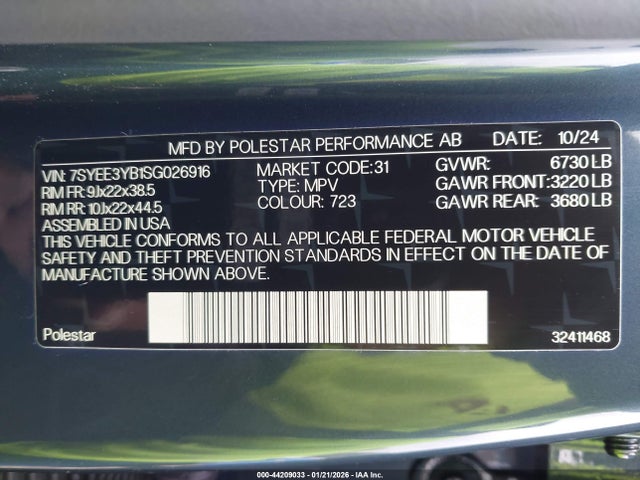 MFD BY POLESTAR PERFORMANCE AB DATE: 10/24
VIN: 7SYEE3YB1SG026916 MARKET CODE:31 GVWR: 6730 LB
RIM FR: 9Jx22x38.5 TYPE: MPV GAWR FRONT: 3220 LB
RIM RR: 10Jx22x44.5 COLOUR: 723 GAWR REAR: 3680 LB
ASSEMBLED IN USA
THIS VEHICLE CONFORMS TO ALL APPLICABLE FEDERAL MOTOR VEHICLE
SAFETY AND THEFT PREVENTION STANDARDS IN EFFECT ON THE DATE OF
MANUFACTURE SHOWN ABOVE.
Polestar 32411468
000-44209033 - 01/21/2026 - IAA Inc.